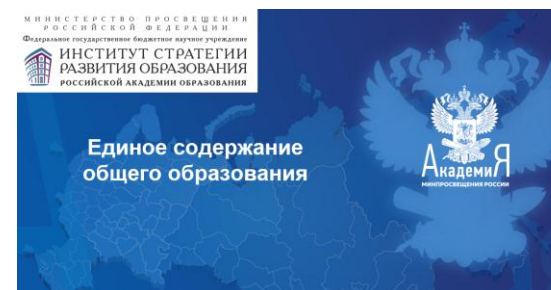 МИНИСТЕРСТВО ПРОСВЕЩЕНИЯ
РОССИЙСКОЙ ФЕДЕРАЦИИ
Федеральное государственное бюджетное научное учреждение
ИНСТИТУТ СТРАТЕГИИ
РАЗВИТИЯ ОБРАЗОВАНИЯ
РОССИЙСКОЙ АКАДЕМИИ ОБРАЗОВАНИЯ
Единое содержание
общего образования
АкадемиЯ
МИНПРОСВЕЩЕНИЯ РОССИИ